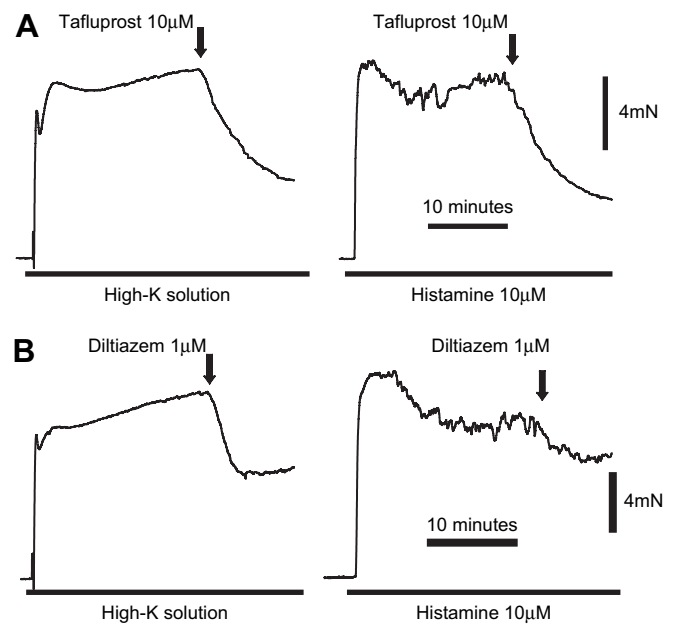 A
Tafluprost 10μM
Tafluprost 10μM
4mN
10 minutes
High-K solution
Histamine 10μM
B
Diltiazem 1μM
Diltiazem 1μM
4mN
10 minutes
High-K solution
Histamine 10μM